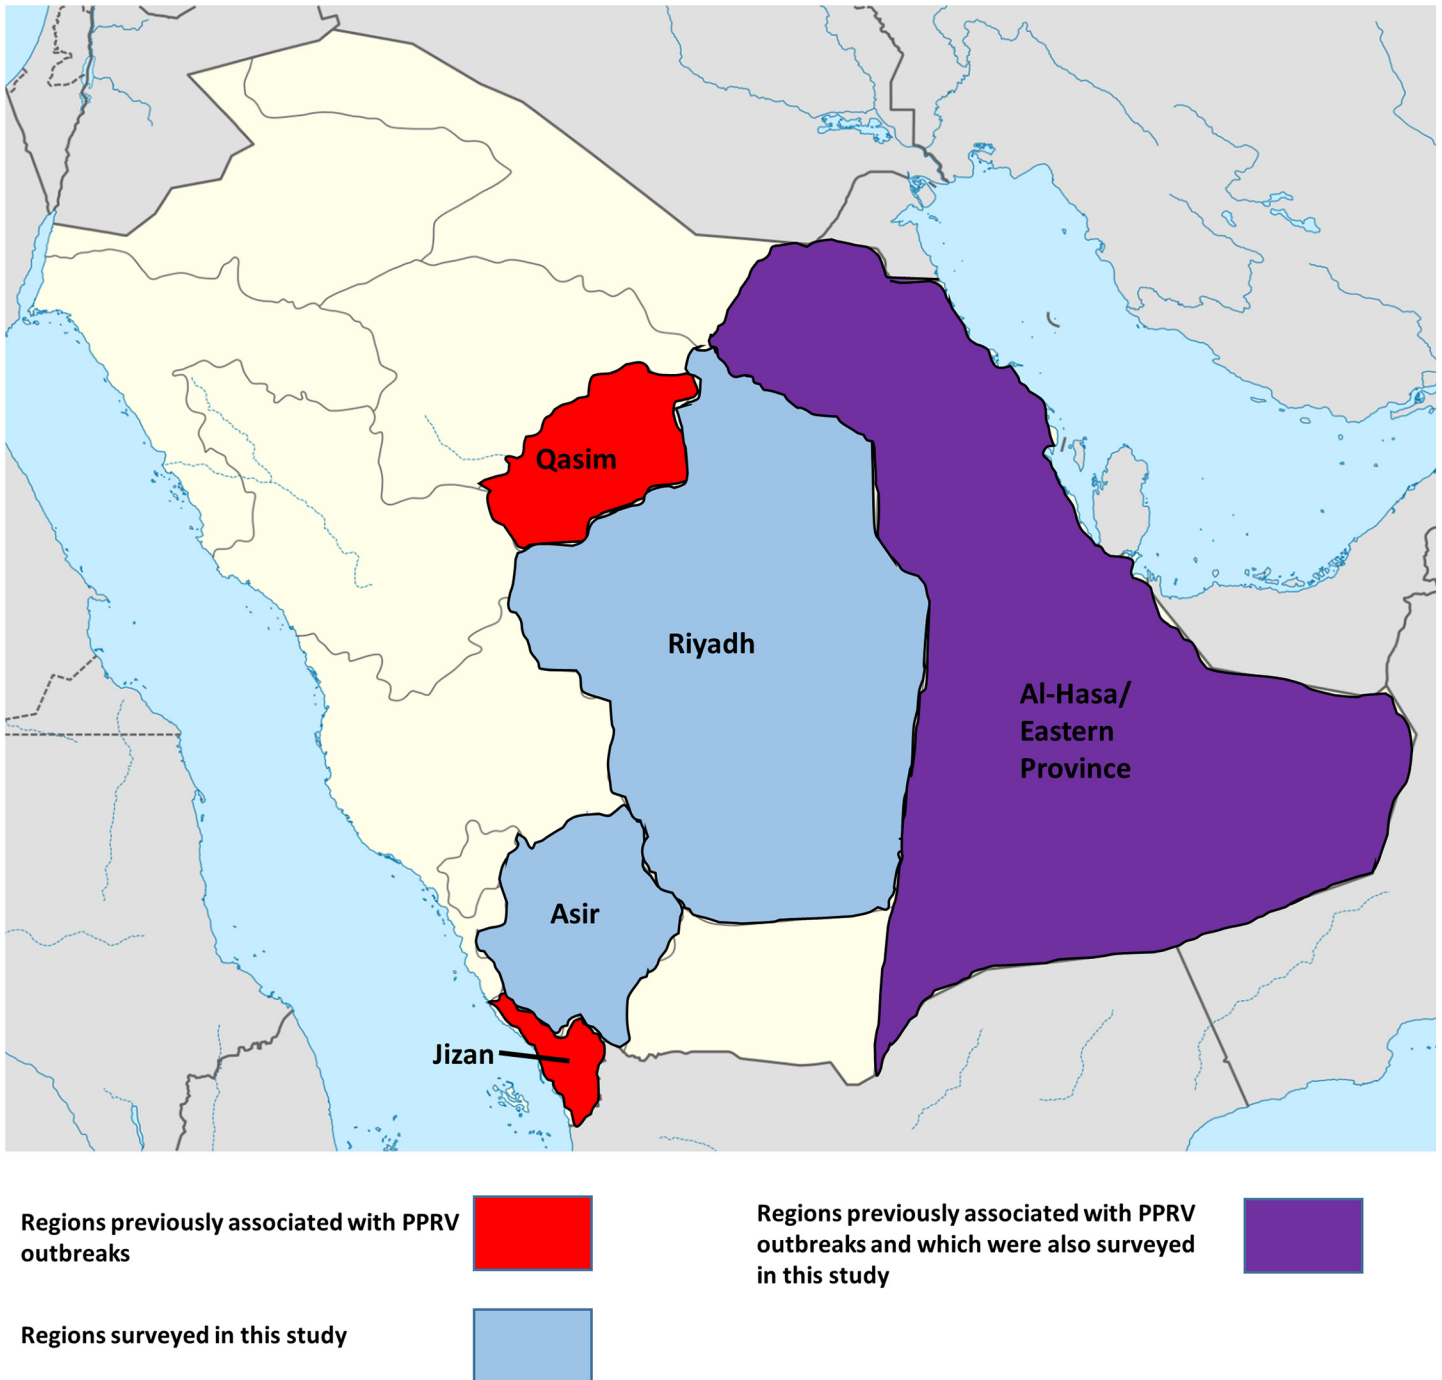 Qasim
Riyadh
Al-Hasa/
Eastern
Province
Asir
Jizan
Regions previously associated with PPRV
outbreaks
Regions previously associated with PPRV
outbreaks and which were also surveyed
in this study
Regions surveyed in this study